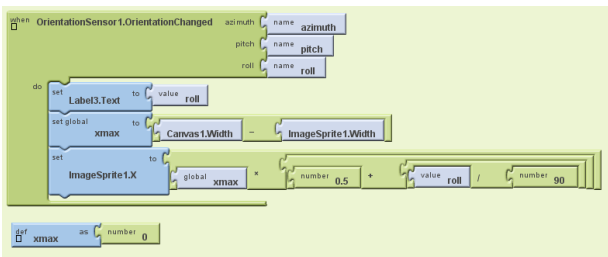 when OrientationSensor1.OrientationChanged azimuth name azimuth
pitch name pitch
roll name roll
do set Label3.Text to value roll
set global xmax to Canvas1.Width – ImageSprite1.Width
set ImageSprite1.X to global xmax × number 0.5 + value roll / number 90
def xmax as number 0